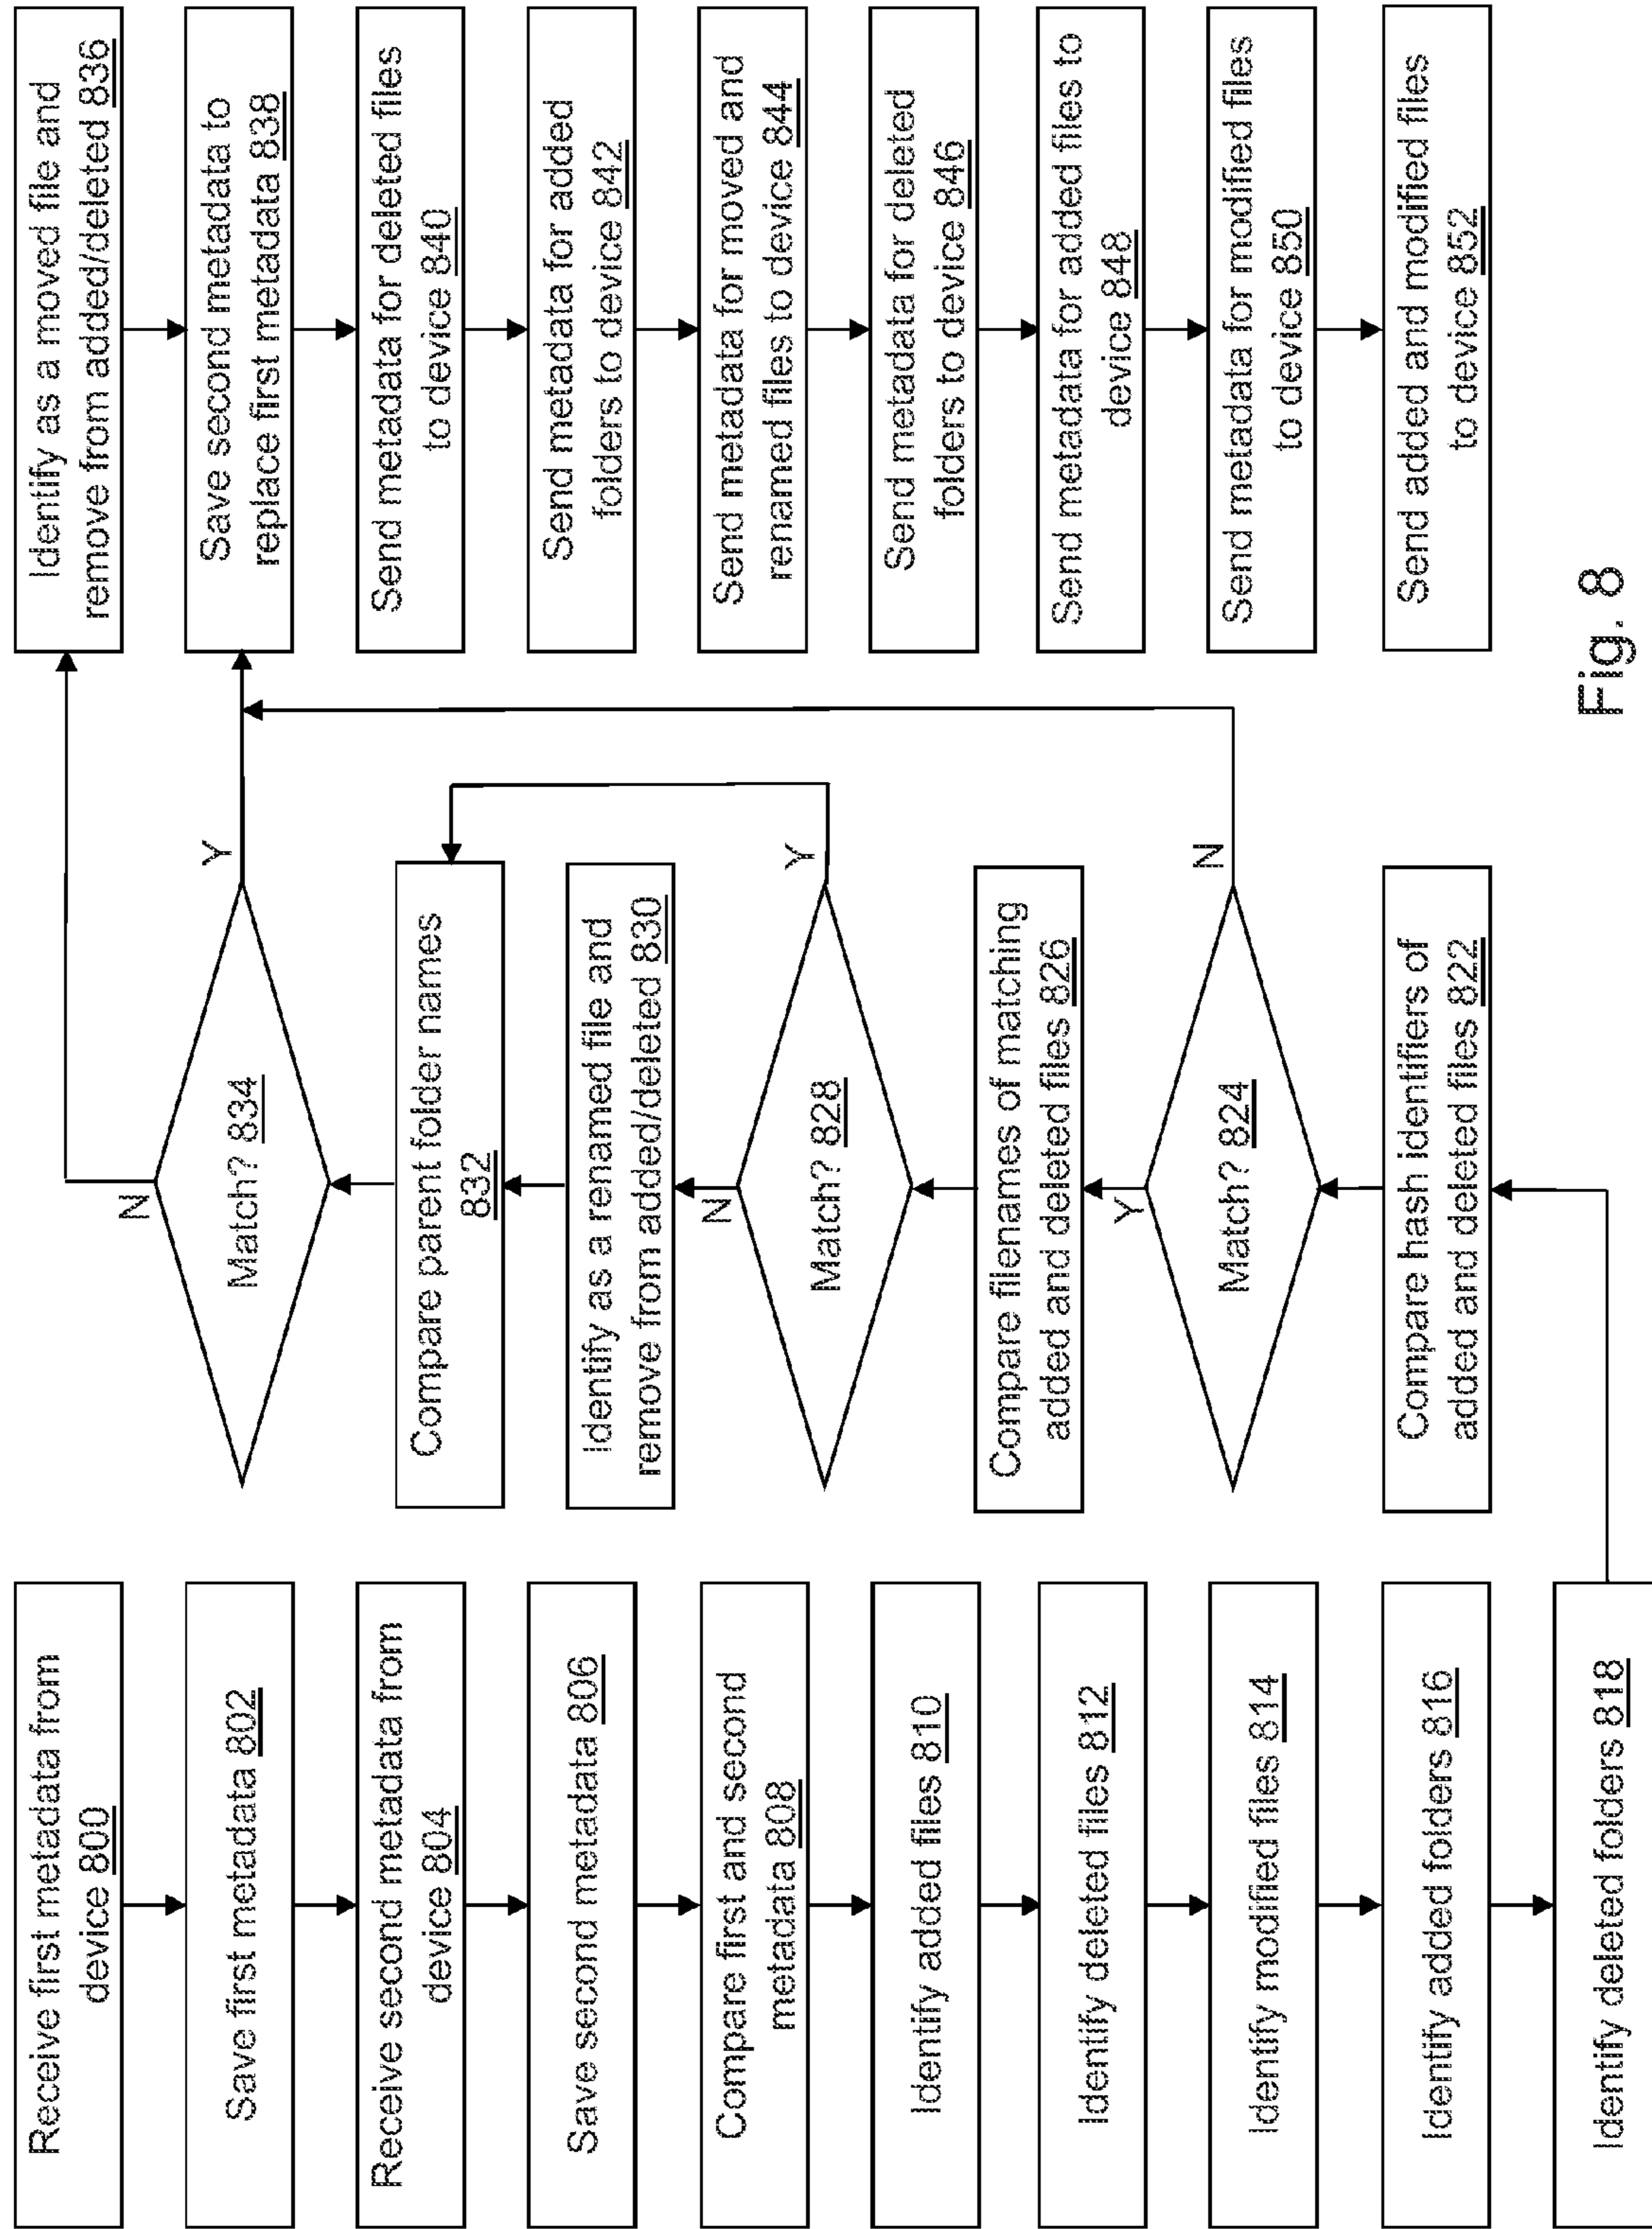 Receive first metadata from
device 800
Save first metadata 802
Receive second metadata from
device 804
Save second metadata 806
Compare first and second
metadata 808
Identify added files 810
Identify deleted files 812
Identify modified files 814
Identify added folders 816
Identify deleted folders 818
Compare hash identifiers of
added and deleted files 822
Match? 824
Y
N
Compare filenames of matching
added and deleted files 826
Match? 828
N
Y
Identify as a renamed file and
remove from added/deleted 830
Compare parent folder names
832
Match? 834
N
Y
Identify as a moved file and
remove from added/deleted 836
Save second metadata to
replace first metadata 838
Send metadata for deleted files
to device 840
Send metadata for added
folders to device 842
Send metadata for moved and
renamed files to device 844
Send metadata for deleted
folders to device 846
Send metadata for added files to
device 848
Send metadata for modified files
to device 850
Send added and modified files
to device 852
Fig. 8